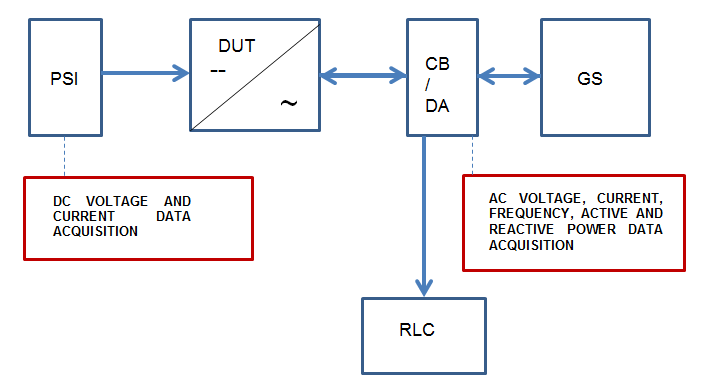 PSI
DUT
--
~
CB
/
DA
GS
DC VOLTAGE AND
CURRENT DATA
ACQUISITION
AC VOLTAGE, CURRENT,
FREQUENCY, ACTIVE AND
REACTIVE POWER DATA
ACQUISITION
RLC